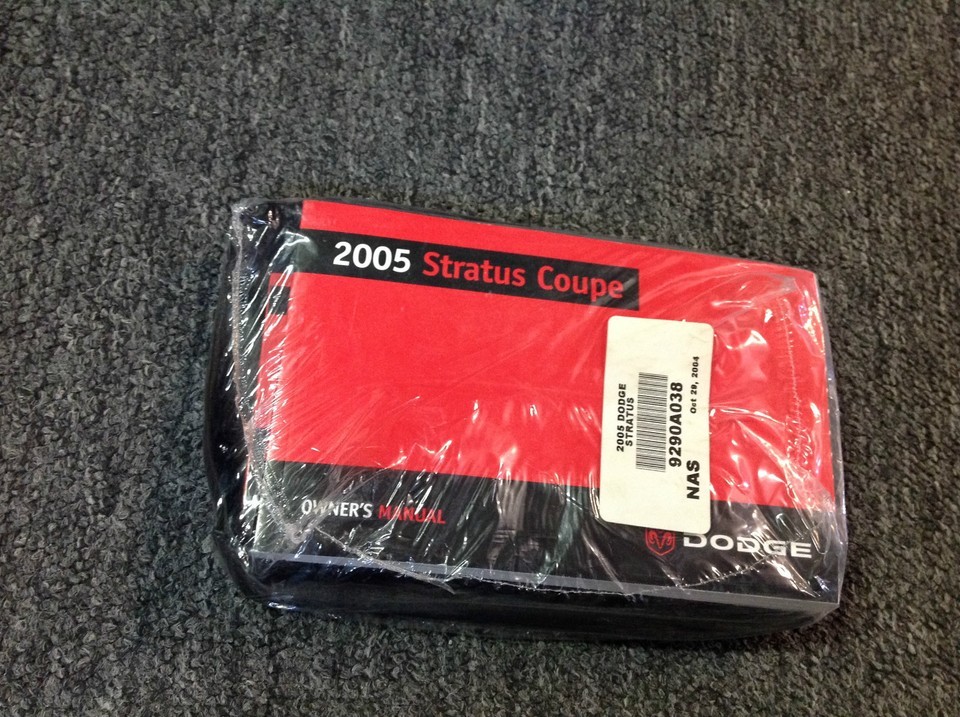 2005 Stratus Coupe
2005 DODGE
STRATUS
9290A038
NAS Oct 29, 2004
OWNER'S MANUAL
DODGE